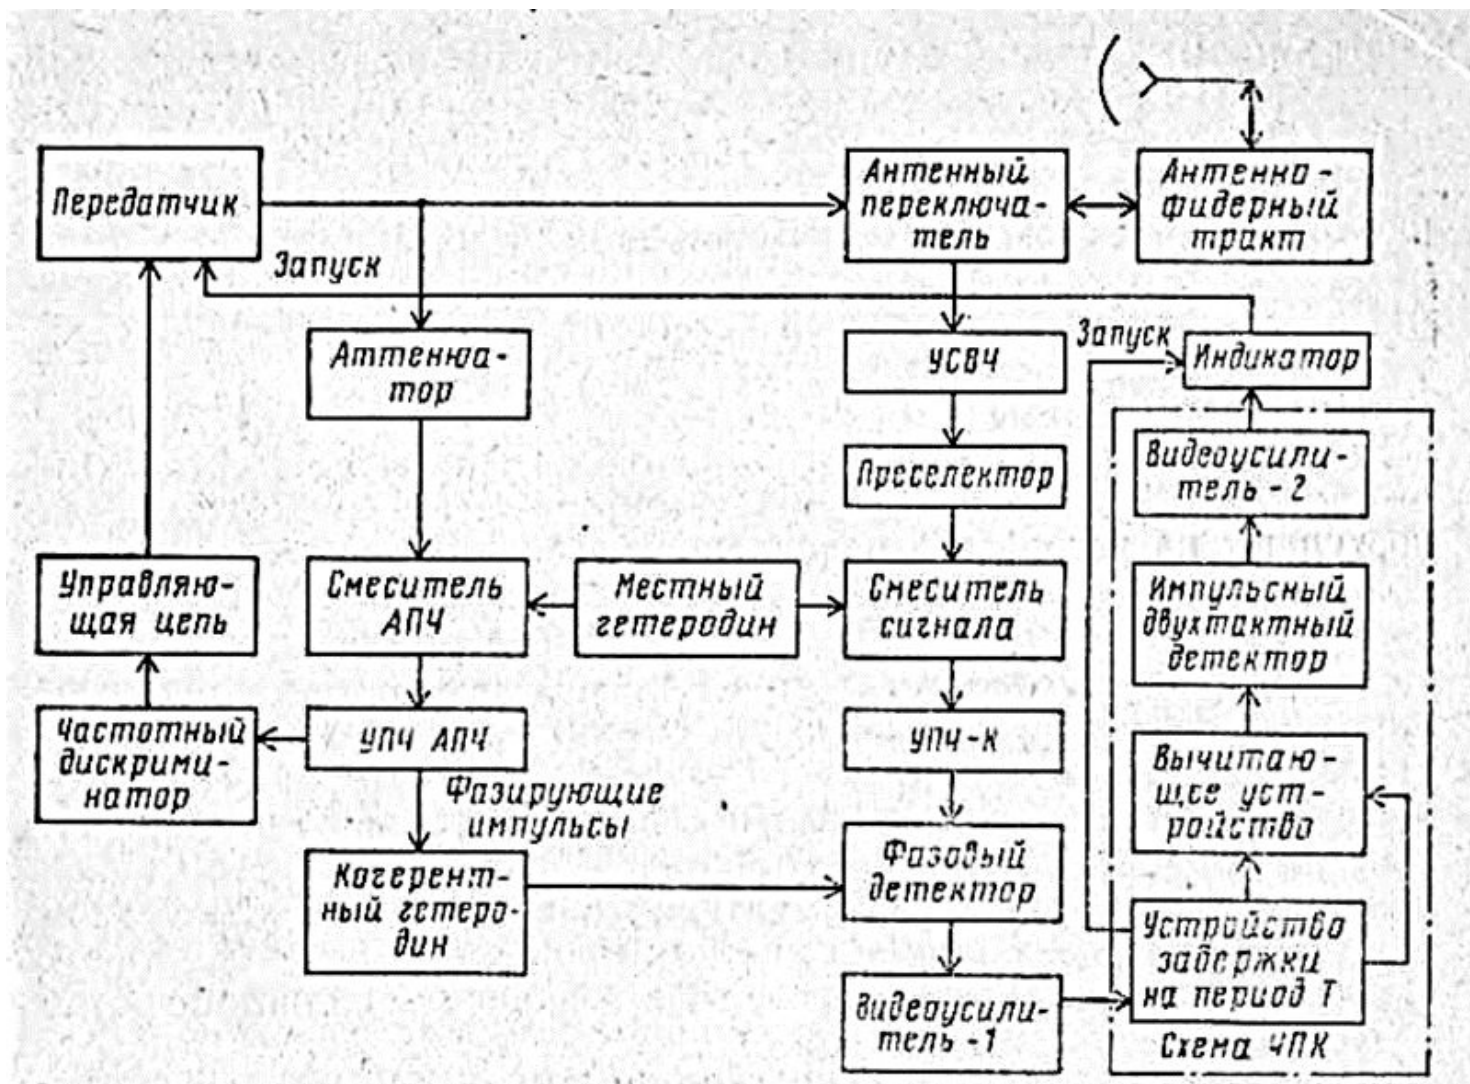 Передатчик
Антенный
переключа-
тель
Антенно-
фидерный
тракт
Запуск
Аттенюа-
тор
УСВЧ
Запуск
Индикатор
Преселектор
Видеоусили-
тель-2
Управляю-
щая цепь
Смеситель
АПЧ
Местный
гетеродин
Смеситель
сигнала
Импульсный
двухтактный
детектор
Частотный
дискрими-
натор
УПЧ АПЧ
УПЧ-К
Вычитаю-
щее уст-
ройство
Фазирующие
импульсы
Когерент-
ный гетеро-
дин
Фазовый
детектор
Устройство
задержки
на период Т
Видеоусили-
тель-1
Схема ЧПК